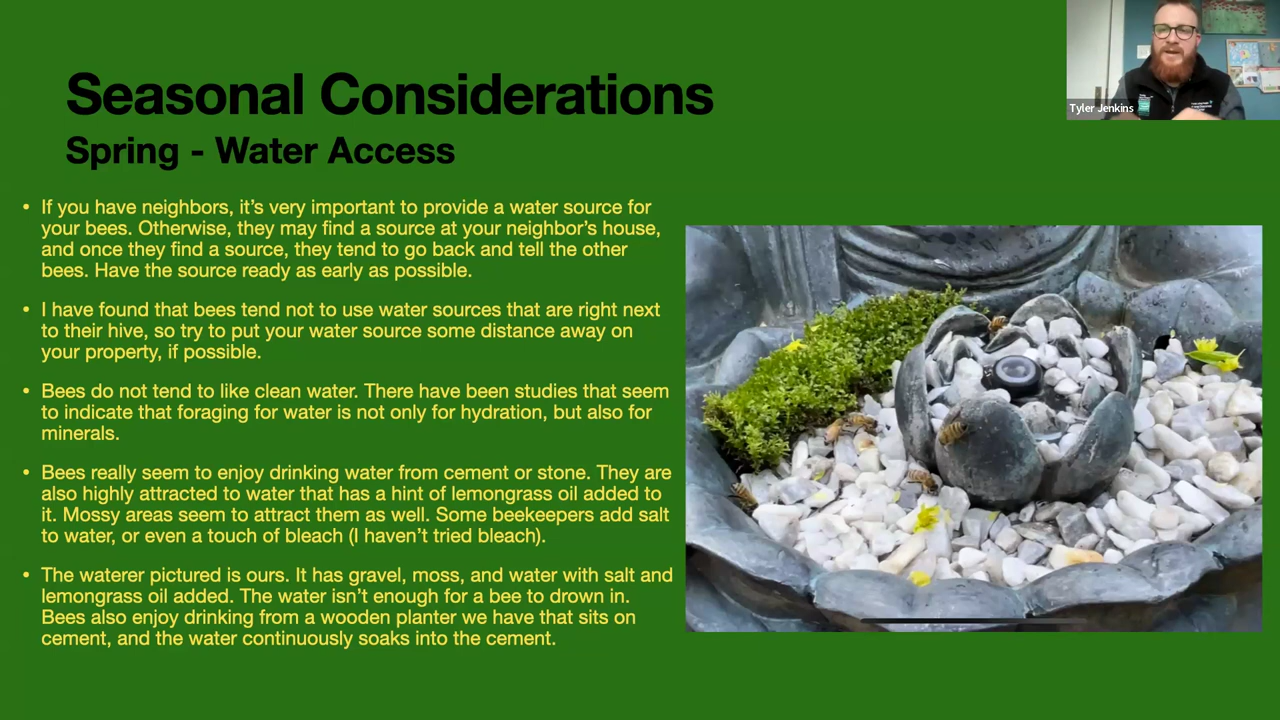 Seasonal Considerations
Spring - Water Access
Tyler Jenkins
• If you have neighbors, it’s very important to provide a water source for
your bees. Otherwise, they may find a source at your neighbor’s house,
and once they find a source, they tend to go back and tell the other
bees. Have the source ready as early as possible.
• I have found that bees tend not to use water sources that are right next
to their hive, so try to put your water source some distance away on
your property, if possible.
• Bees do not tend to like clean water. There have been studies that seem
to indicate that foraging for water is not only for hydration, but also for
minerals.
• Bees really seem to enjoy drinking water from cement or stone. They are
also highly attracted to water that has a hint of lemongrass oil added to
it. Mossy areas seem to attract them as well. Some beekeepers add salt
to water, or even a touch of bleach (I haven’t tried bleach).
• The waterer pictured is ours. It has gravel, moss, and water with salt and
lemongrass oil added. The water isn’t enough for a bee to drown in.
Bees also enjoy drinking from a wooden planter we have that sits on
cement, and the water continuously soaks into the cement.